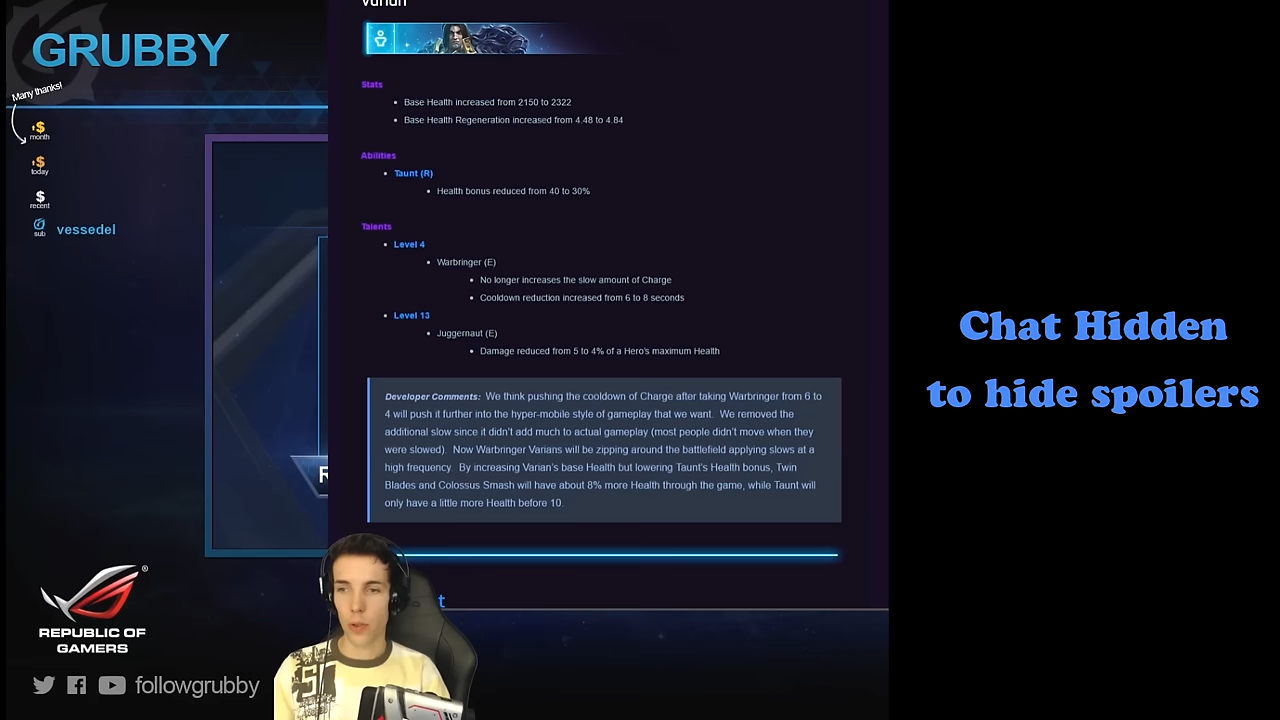 Varian
GRUBBY
Many thanks!
$
month
$
today
$
recent
sub
vessedel
Stats
Base Health increased from 2150 to 2322
Base Health Regeneration increased from 4.48 to 4.84
Abilities
Taunt (R)
Health bonus reduced from 40 to 30%
Talents
Level 4
Warbringer (E)
No longer increases the slow amount of Charge
Cooldown reduction increased from 6 to 8 seconds
Level 13
Juggernaut (E)
Damage reduced from 5 to 4% of a Hero's maximum Health
Developer Comments: We think pushing the cooldown of Charge after taking Warbringer from 6 to
4 will push it further into the hyper-mobile style of gameplay that we want. We removed the
additional slow since it didn't add much to actual gameplay (most people didn't move when they
were slowed). Now Warbringer Varians will be zipping around the battlefield applying slows at a
high frequency. By increasing Varian's base Health but lowering Taunt's Health bonus, Twin
Blades and Colossus Smash will have about 8% more Health through the game, while Taunt will
only have a little more Health before 10.
Chat Hidden
to hide spoilers
REPUBLIC OF
GAMERS
followgrubby